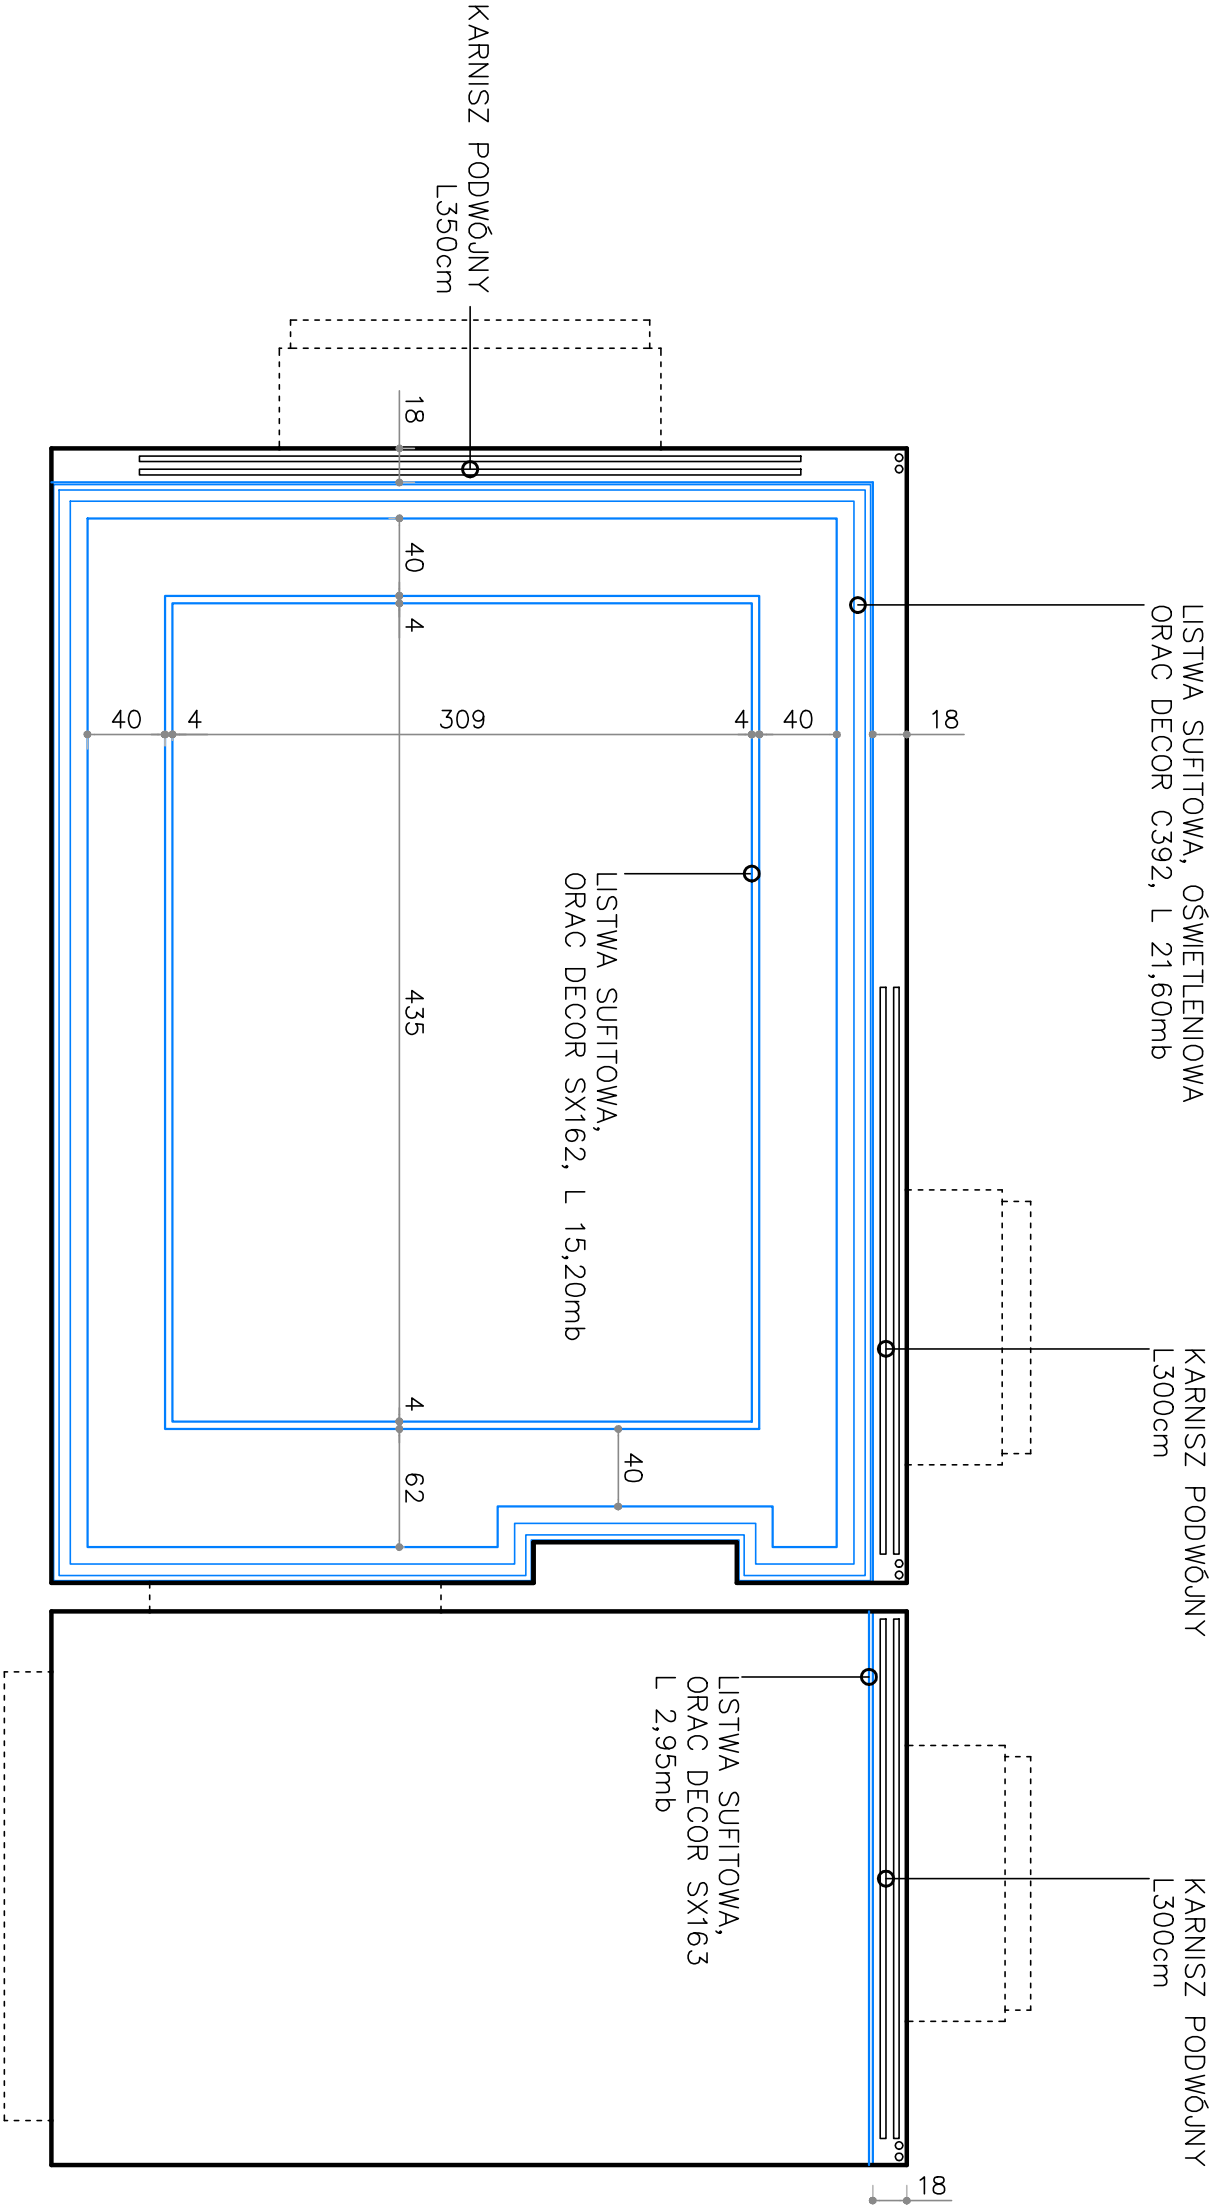 KARNISZ PODWÓJNY
L350cm
LISTWA SUFITOWA, OŚWIETLENIOWA
ORAC DECOR C392, L 21,60mb
KARNISZ PODWÓJNY
L300cm
KARNISZ PODWÓJNY
L300cm
LISTWA SUFITOWA,
ORAC DECOR SX162, L 15,20mb
LISTWA SUFITOWA,
ORAC DECOR SX163
L 2,95mb
18
40
4
435
4
62
40
40
4
309
4
40
18
18